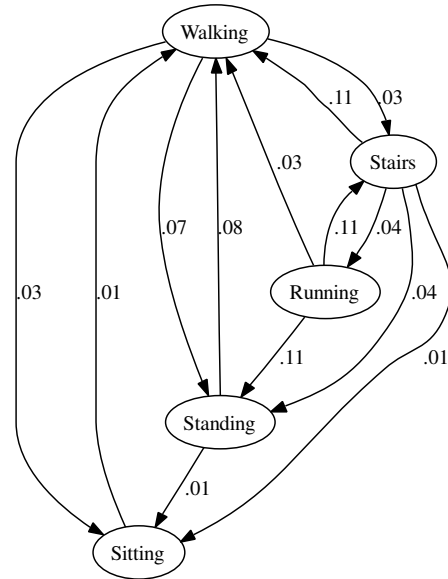 Walking
.11
.03
Stairs
.03
.07
.08
.11
.04
.03
.01
Running
.04
.11
.01
Standing
.01
Sitting